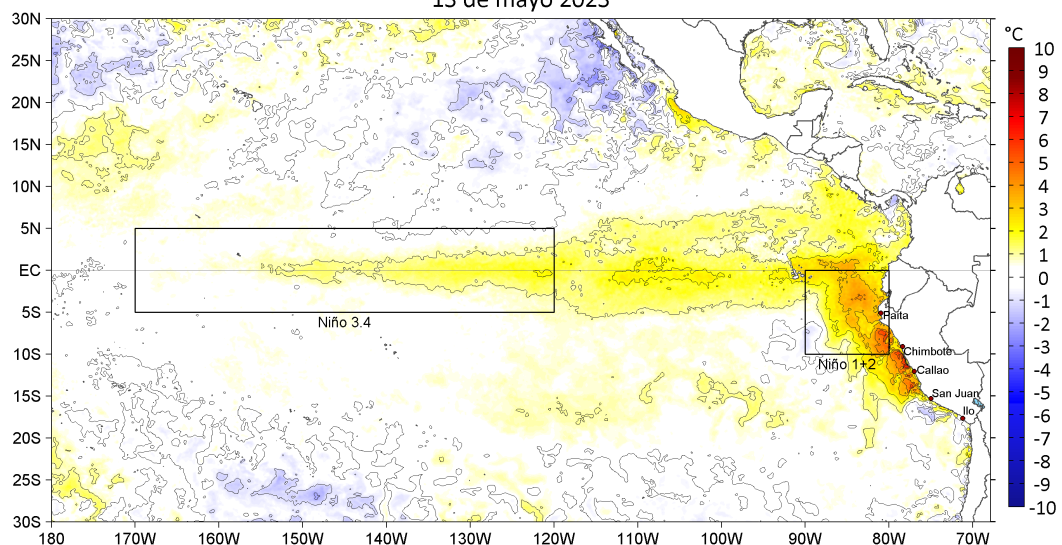 15 de mayo 2023
°C
30N
25N
20N
15N
10N
5N
EC
5S
10S
15S
20S
25S
30S
180
170W
160W
150W
140W
130W
120W
110W
100W
90W
80W
70W
Niño 3.4
Niño 1+2
Paita
Chimbote
Callao
San Juan
Ilo
10
9
8
7
6
5
4
3
2
1
0
-1
-2
-3
-4
-5
-6
-7
-8
-9
-10